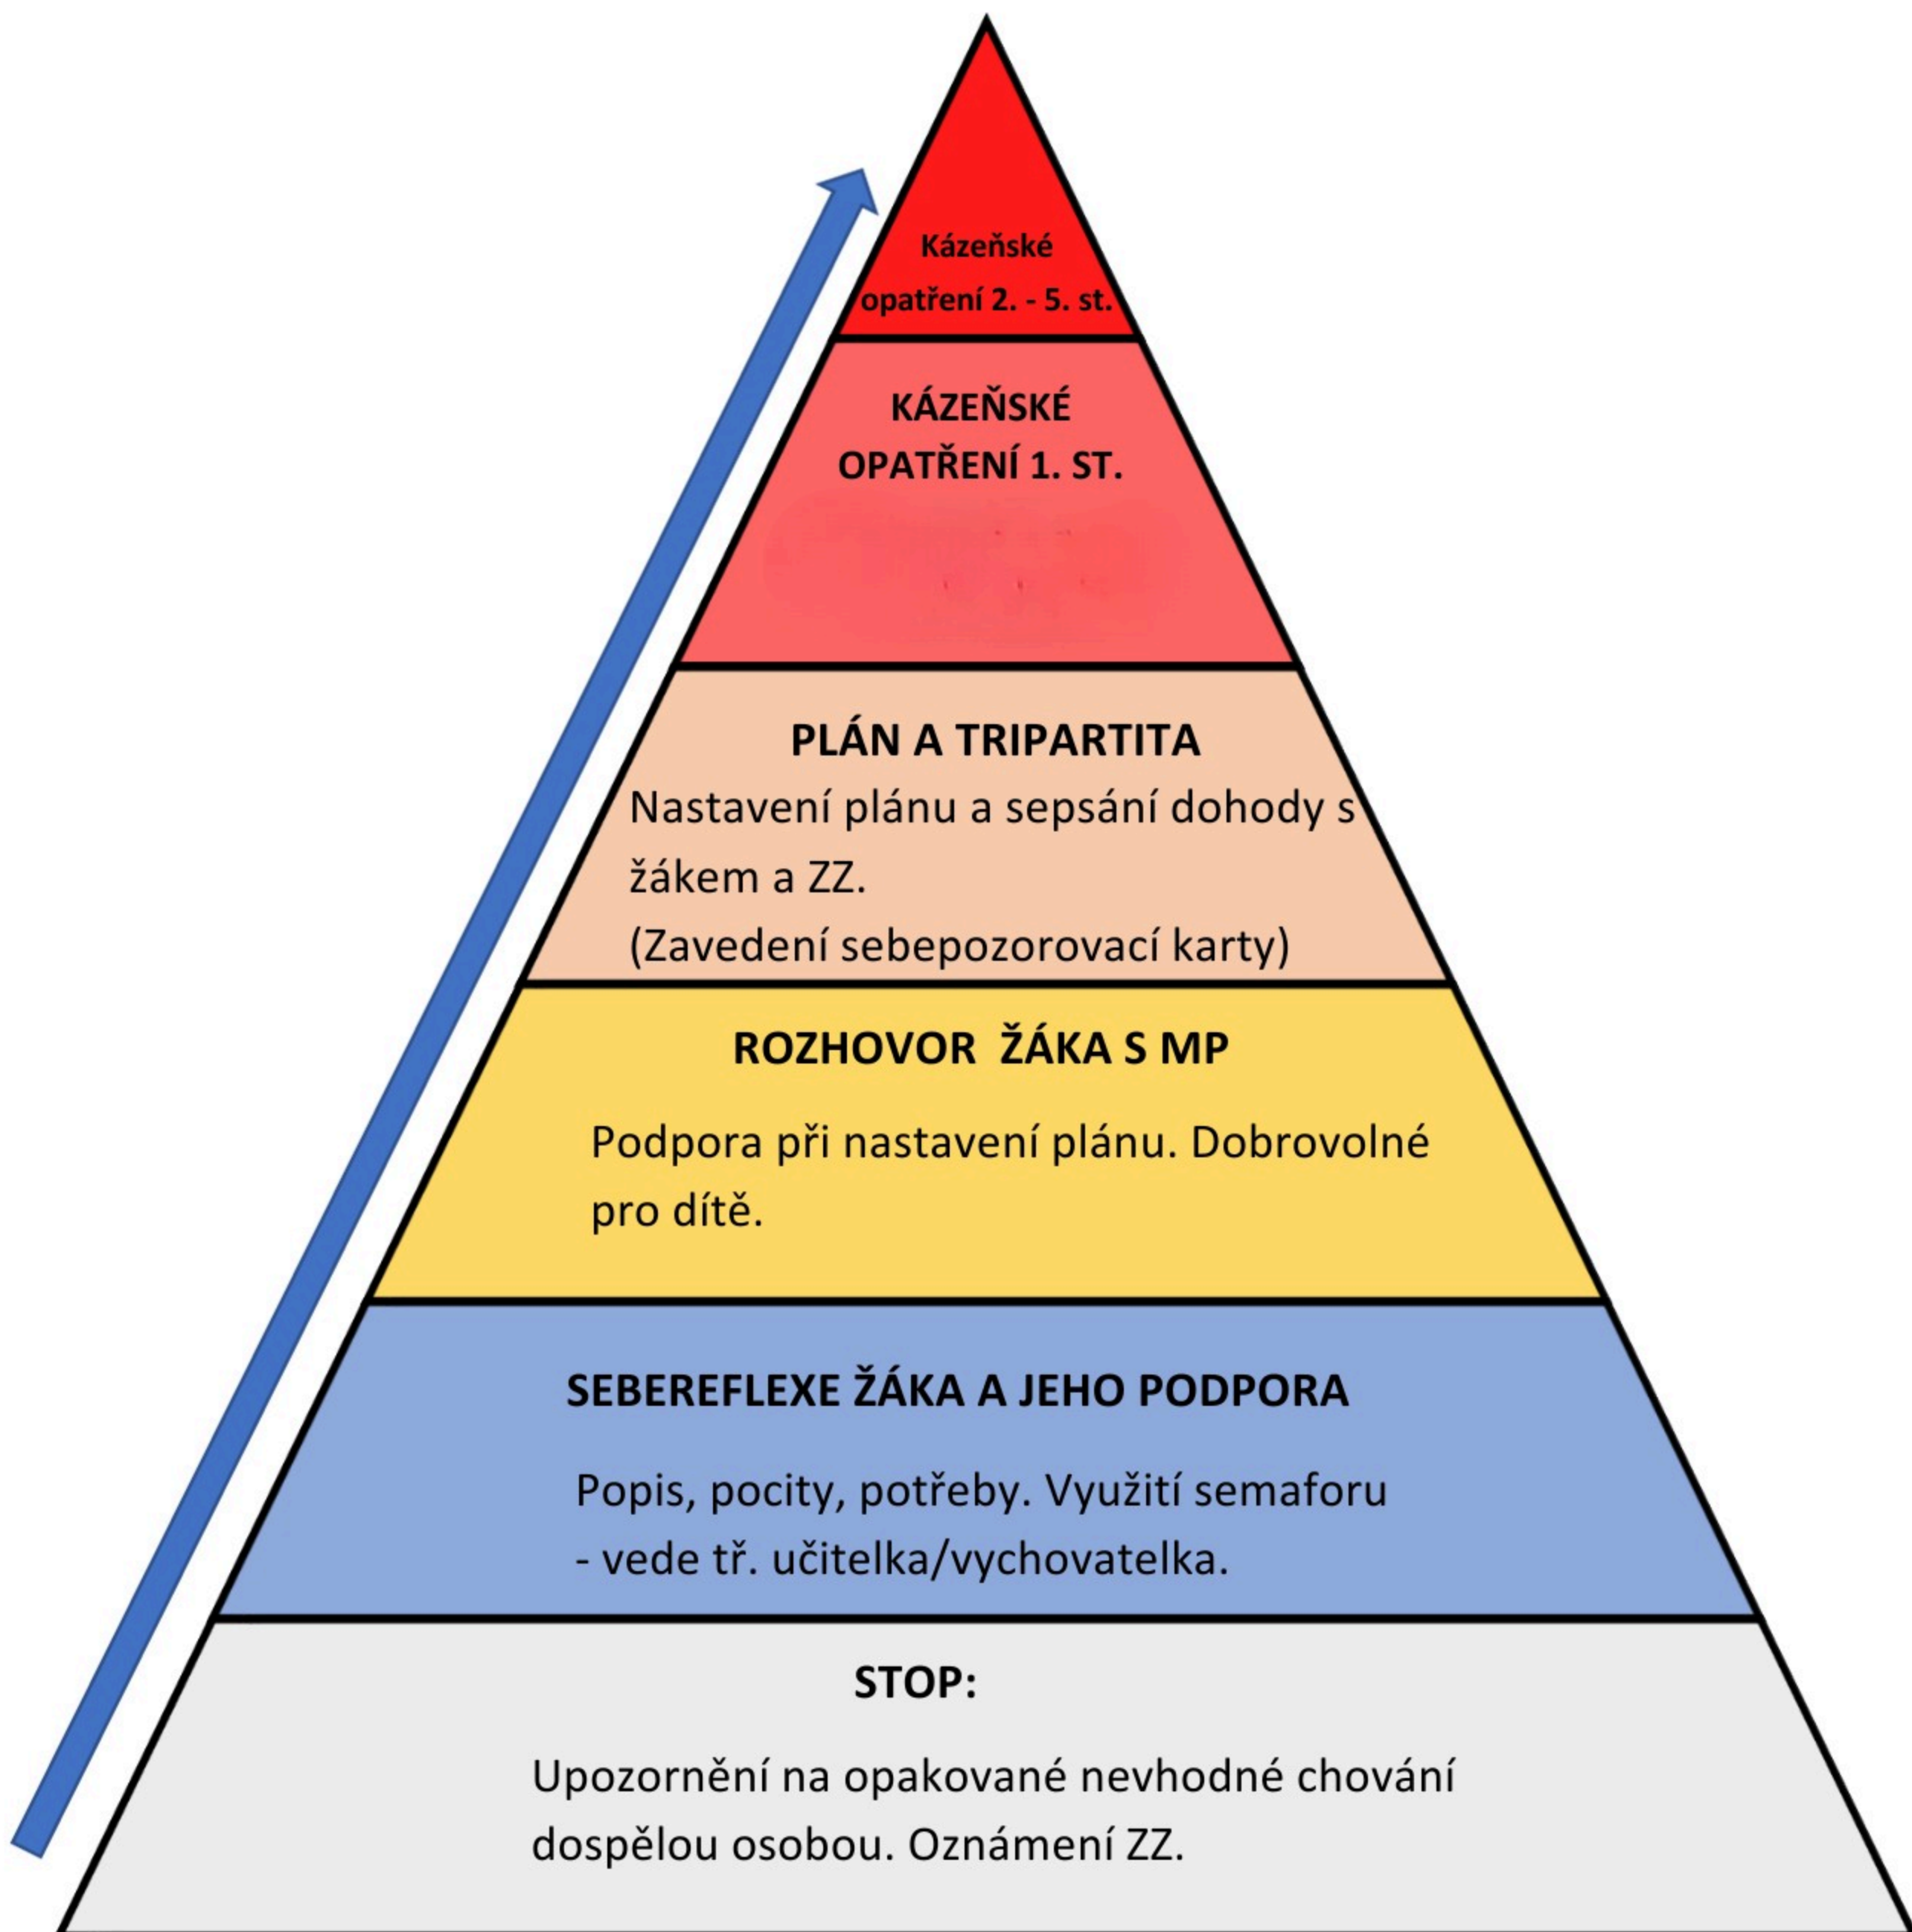 Kázeňské
opatření 2. - 5. st.
KÁZEŇSKÉ
OPATŘENÍ 1. ST.
PLÁN A TRIPARTITA
Nastavení plánu a sepsání dohody s
žákem a ZZ.
(Zavedení sebepozorovací karty)
ROZHOVOR  ŽÁKA S MP
Podpora při nastavení plánu. Dobrovolné
pro dítě.
SEBEREFLEXE ŽÁKA A JEHO PODPORA
Popis, pocity, potřeby. Využití semaforu
- vede tř. učitelka/vychovatelka.
STOP:
Upozornění na opakované nevhodné chování
dospělou osobou. Oznámení ZZ.